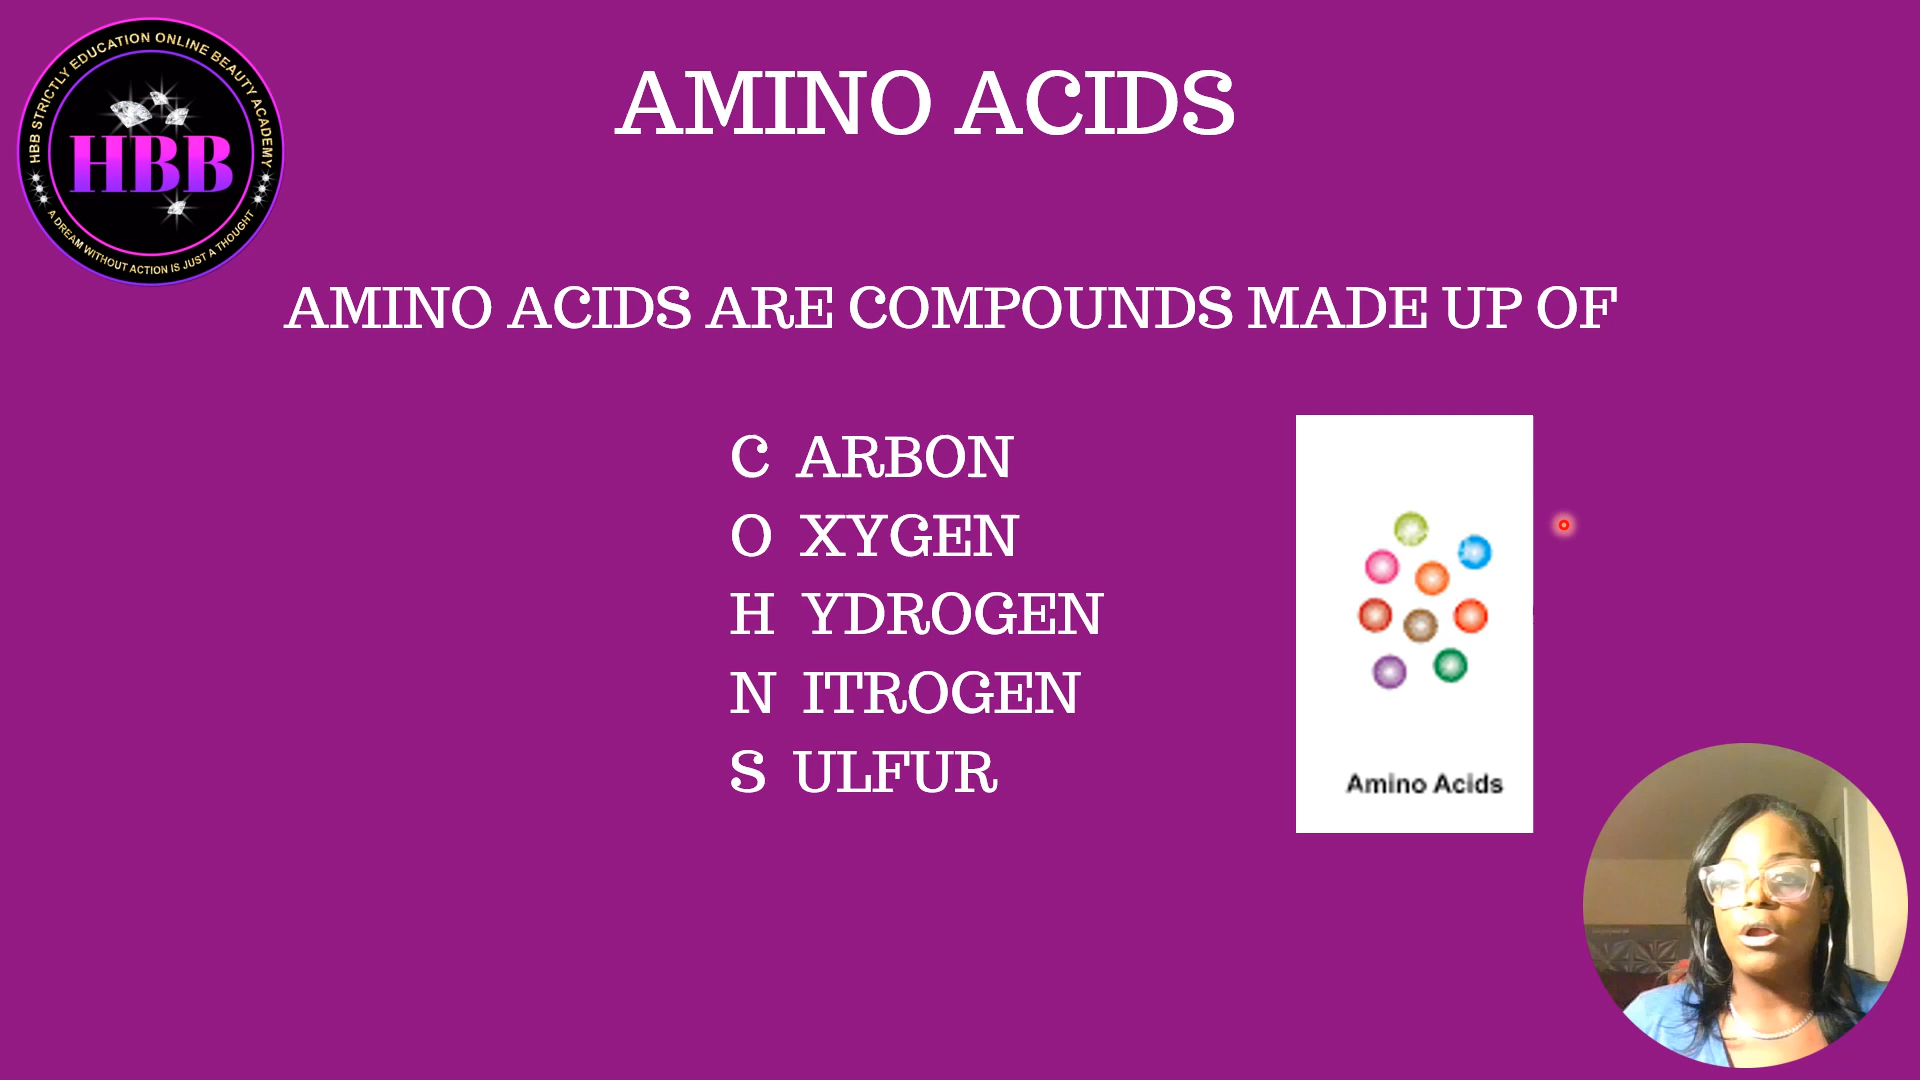 HBB STRICTLY EDUCATION ONLINE BEAUTY ACADEMY
HBB
A DREAM WITHOUT ACTION IS JUST A THOUGHT
AMINO ACIDS
AMINO ACIDS ARE COMPOUNDS MADE UP OF
C ARBON
O XYGEN
H YDROGEN
N ITROGEN
S ULFUR
Amino Acids